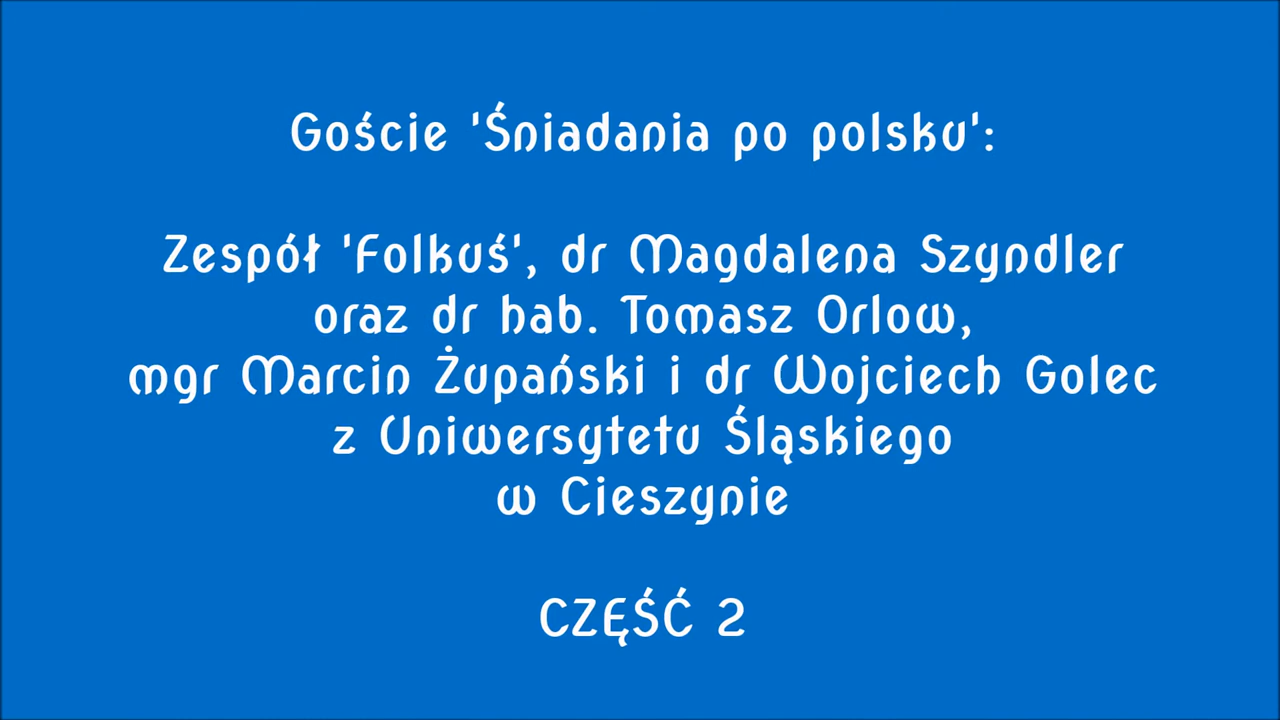 Goście 'Śniadania po polsku':
Zespół 'Folkuś', dr Magdalena Szyndler
oraz dr hab. Tomasz Orlow,
mgr Marcin Żupański i dr Wojciech Golec
z Uniwersytetu Śląskiego
w Cieszynie
CZĘŚĆ 2